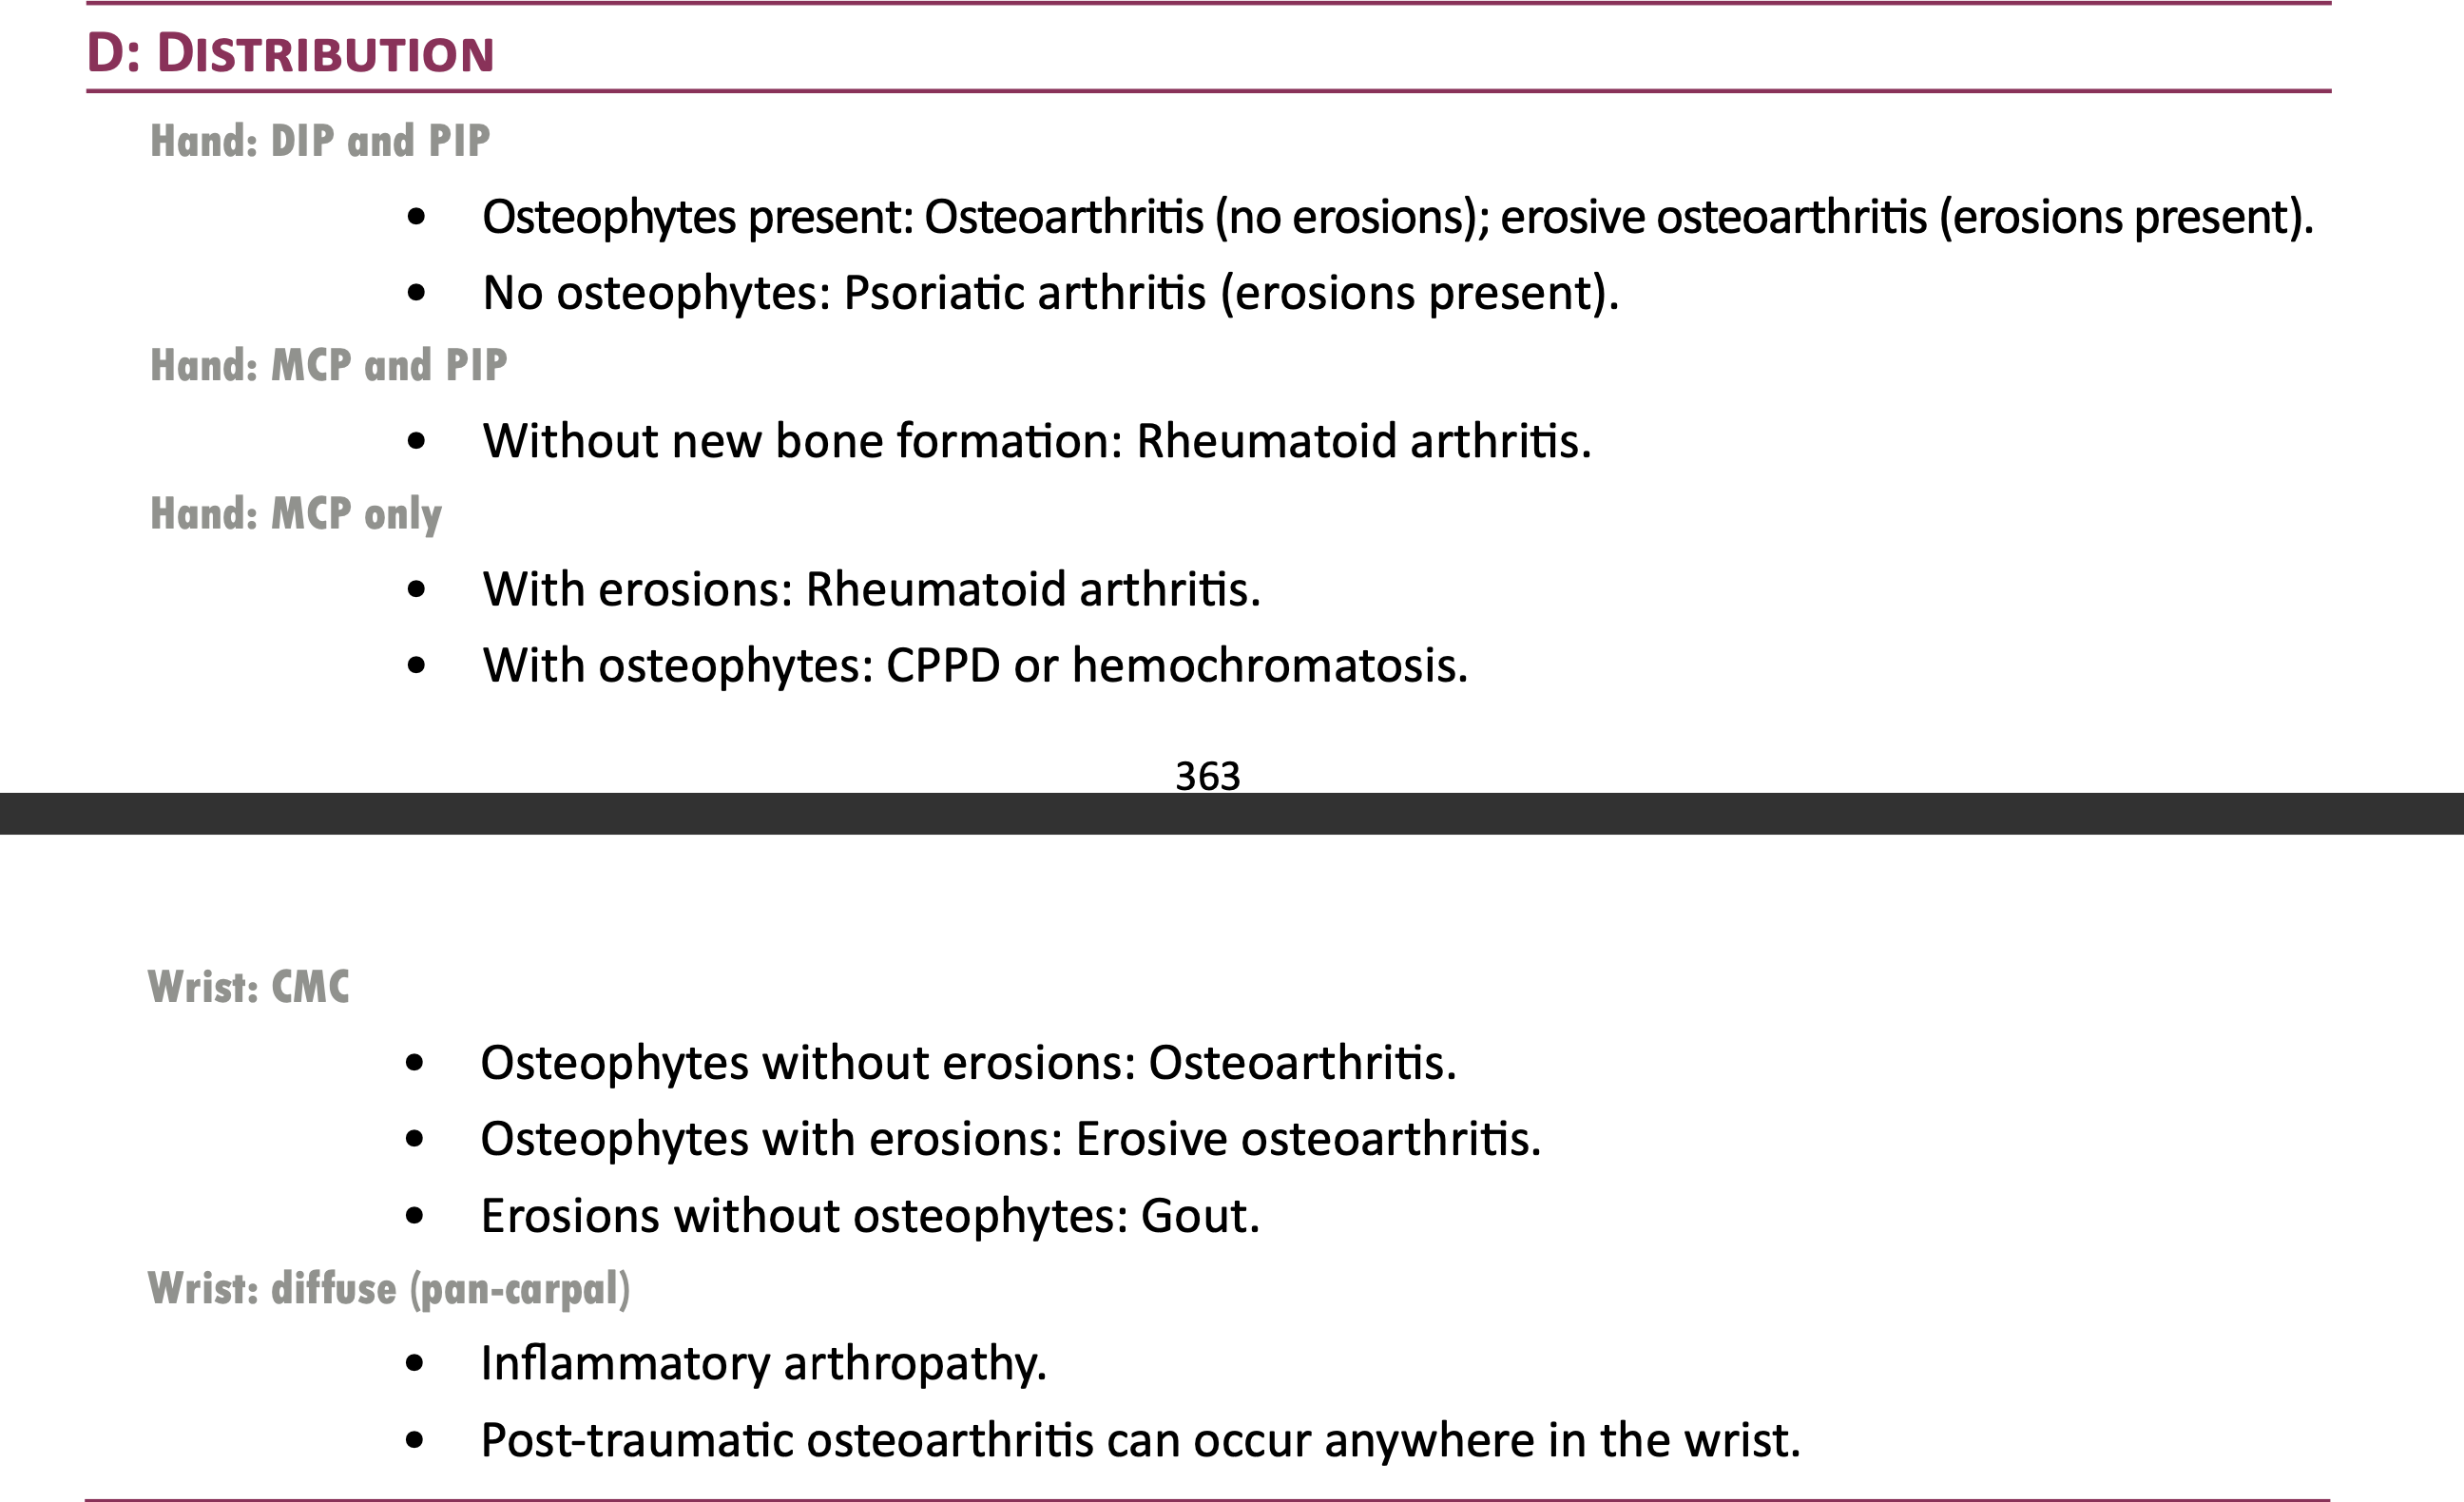 D: Distribution
Hand: DIP and PIP
• Osteophytes present: Osteoarthritis (no erosions); erosive osteoarthritis (erosions present).
• No osteophytes: Psoriatic arthritis (erosions present).
Hand: MCP and PIP
• Without new bone formation: Rheumatoid arthritis.
Hand: MCP only
• With erosions: Rheumatoid arthritis.
• With osteophytes: CPPD or hemochromatosis.
363
Wrist: CMC
• Osteophytes without erosions: Osteoarthritis.
• Osteophytes with erosions: Erosive osteoarthritis.
• Erosions without osteophytes: Gout.
Wrist: diffuse (pan-carpal)
• Inflammatory arthropathy.
• Post-traumatic osteoarthritis can occur anywhere in the wrist.